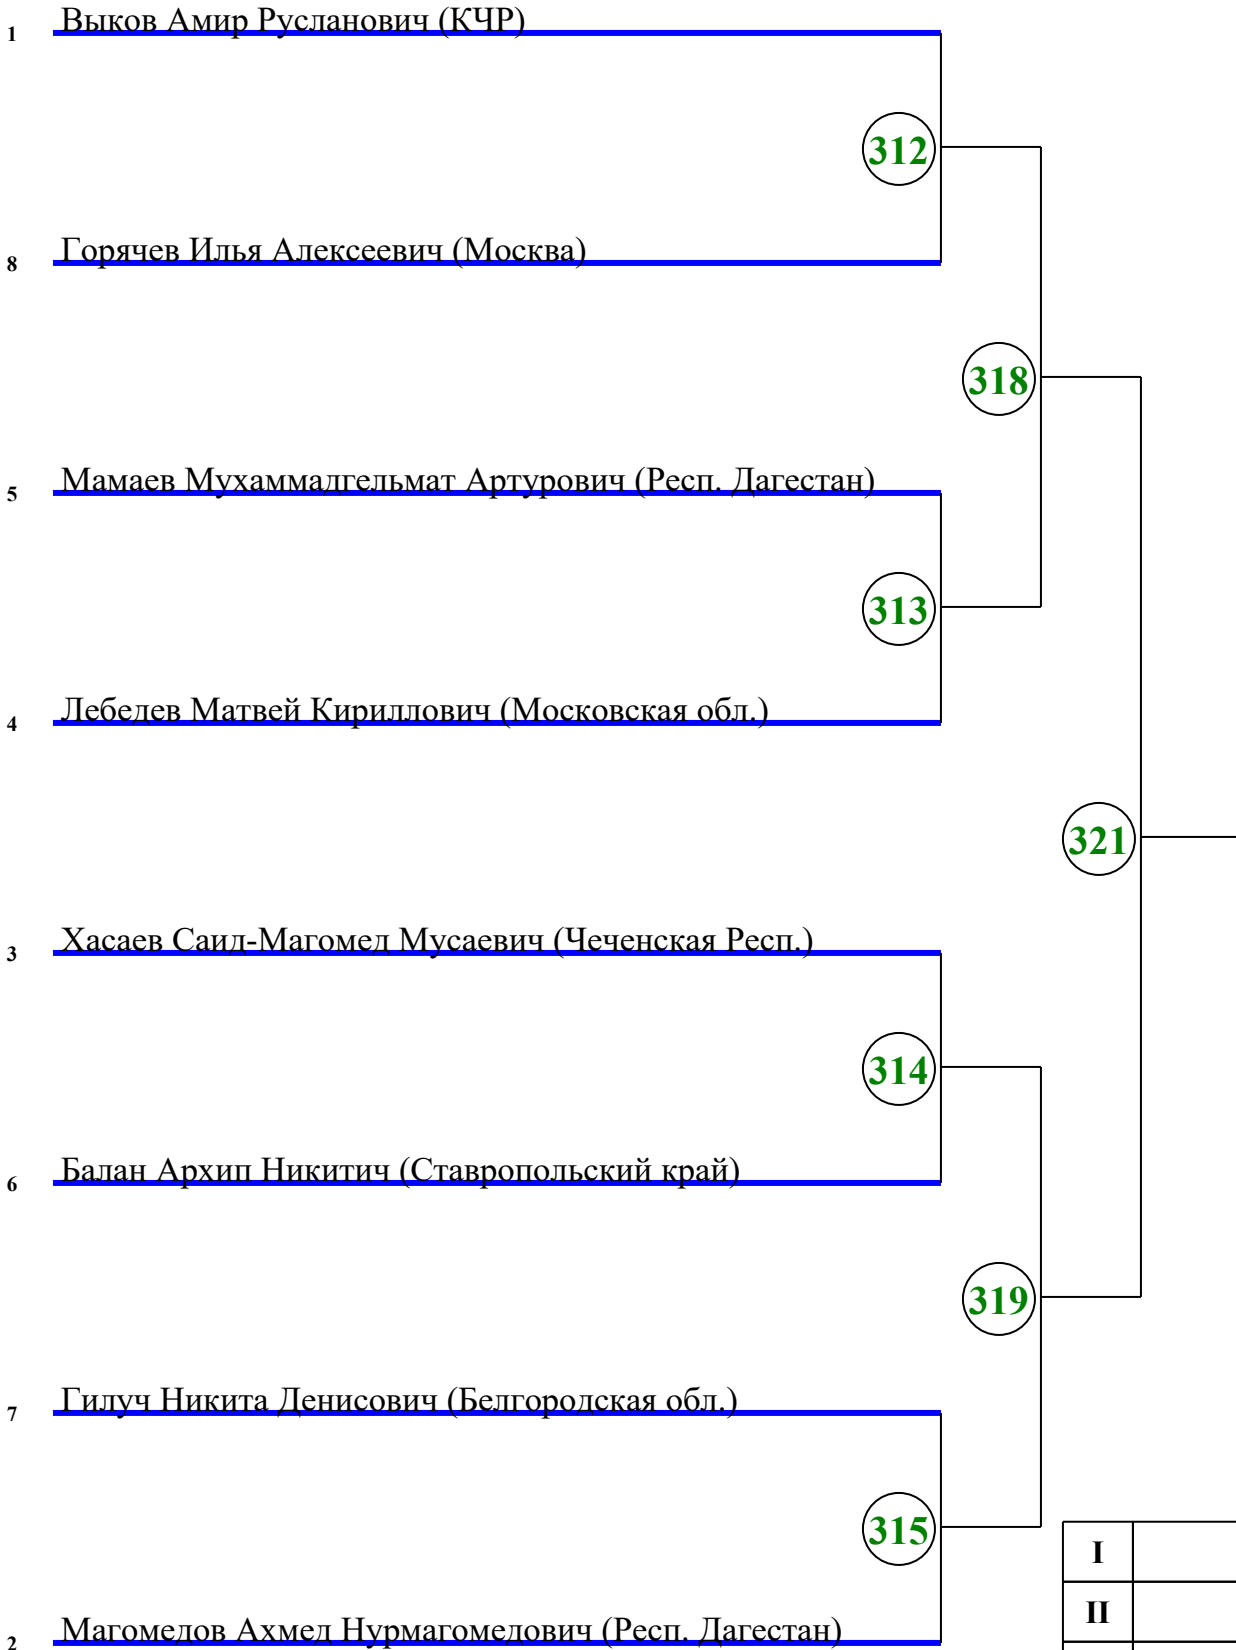 1 Выков Амир Русланович (КЧР)
312
8 Горячев Илья Алексеевич (Москва)
318
5 Мамаев Мухаммадгельмат Артурович (Респ. Дагестан)
313
4 Лебедев Матвей Кириллович (Московская обл.)
321
3 Хасаев Саид-Магомед Мусаевич (Чеченская Респ.)
314
6 Балан Архип Никитич (Ставропольский край)
319
7 Гилуч Никита Денисович (Белгородская обл.)
315
I
II
2 Магомедов Ахмед Нурмагомедович (Респ. Дагестан)